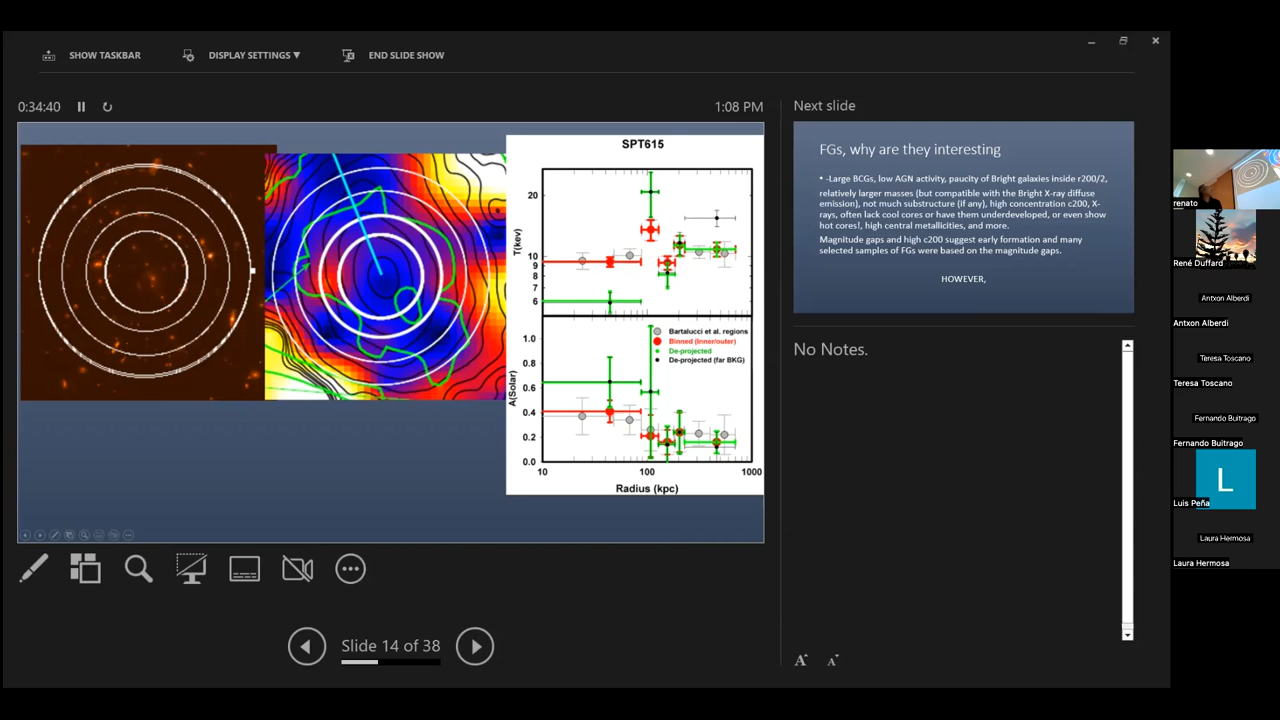 SHOW TASKBAR
DISPLAY SETTINGS ▼
END SLIDE SHOW
0:34:40
1:08 PM
SPT615
T(kev)
20
10
9
8
7
6
Bartalucci et al. regions
Binned (Inner/outer)
De-projected
De-projected (far BKG)
A(Solar)
1.0
0.8
0.6
0.4
0.2
0.0
10
100
1000
Radius (kpc)
Slide 14 of 38
Next slide
FGs, why are they interesting
• -Large BCGs, low AGN activity, paucity of Bright galaxies inside r200/2,
relatively larger masses (but compatible with the Bright X-ray diffuse
emission), not much substructure (if any), high concentration c200, X-
rays, often lack cool cores or have them underdeveloped, or even show
hot cores!, high central metallicities, and more.
Magnitude gaps and high c200 suggest early formation and many
selected samples of FGs were based on the magnitude gaps.
HOWEVER,
No Notes.
A
A
renato
René Duffard
Antxon Alberdi
Antxon Alberdi
Teresa Toscano
Teresa Toscano
Fernando Buitrago
Fernando Buitrago
L
Luis Peña
Laura Hermosa
Laura Hermosa